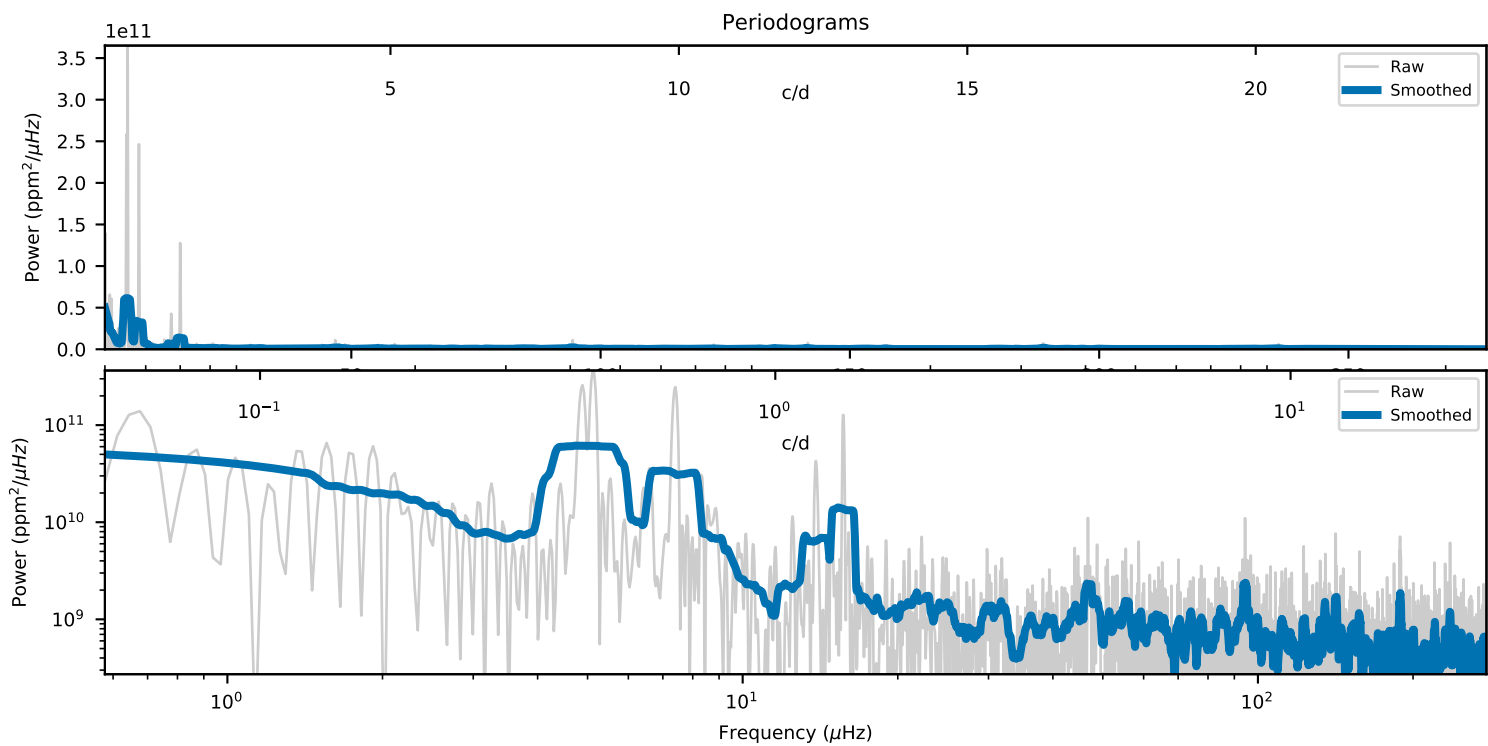 Periodograms
1e11
3.5
3.0
2.5
2.0
1.5
1.0
0.5
0.0
Power (ppm²/μHz)
5 10 15 20
c/d
Raw
Smoothed
10⁻¹ 10⁰ 10¹
c/d
Raw
Smoothed
10¹¹
10¹⁰
10⁹
Power (ppm²/μHz)
10⁰ 10¹ 10²
Frequency (μHz)